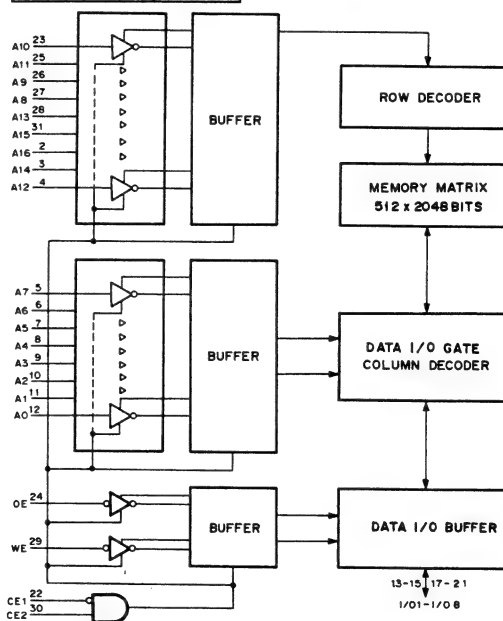 A10 23
A11 25
A9 26
A8 27
A13 28
A15 31
A16 2
A14 3
A12 4
BUFFER
ROW DECODER
MEMORY MATRIX
512 x 2048 BITS
A7 5
A6 6
A5 7
A4 8
A3 9
A2 10
A1 11
A0 12
BUFFER
DATA I/O GATE
COLUMN DECODER
OE 24
WE 29
BUFFER
DATA I/O BUFFER
CE1 22
CE2 30
13-15 17-21
I/O1-I/O8